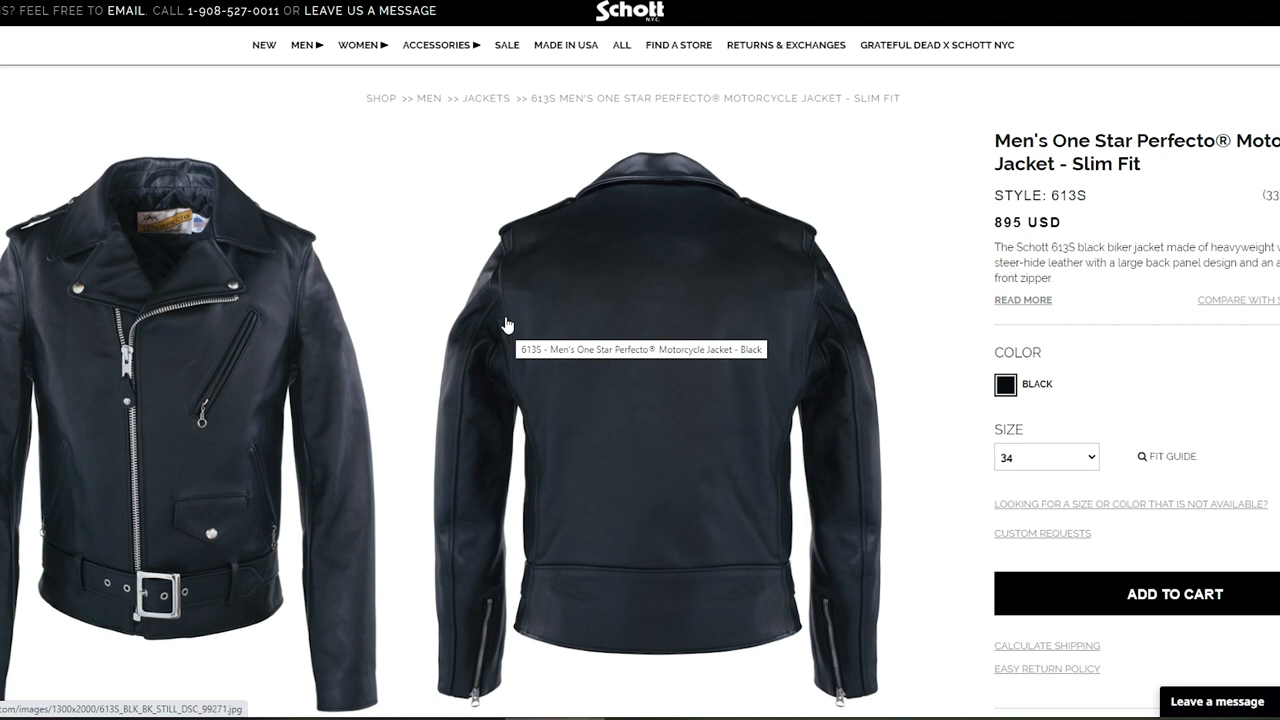 S? FEEL FREE TO EMAIL, CALL 1-908-527-0011 OR LEAVE US A MESSAGE
Schott
N.Y.C.
NEW MEN ▶ WOMEN ▶ ACCESSORIES ▶ SALE MADE IN USA ALL FIND A STORE RETURNS & EXCHANGES GRATEFUL DEAD X SCHOTT NYC
SHOP >> MEN >> JACKETS >> 613S MEN'S ONE STAR PERFECTO® MOTORCYCLE JACKET - SLIM FIT
Men's One Star Perfecto® Moto
Jacket - Slim Fit
STYLE: 613S (33
895 USD
The Schott 613S black biker jacket made of heavyweight
steer-hide leather with a large back panel design and an a
front zipper.
READ MORE COMPARE WITH S
613S - Men's One Star Perfecto® Motorcycle Jacket - Black
COLOR
BLACK
SIZE
34 FIT GUIDE
LOOKING FOR A SIZE OR COLOR THAT IS NOT AVAILABLE?
CUSTOM REQUESTS
ADD TO CART
CALCULATE SHIPPING
EASY RETURN POLICY
Leave a message
com/images/1300x2000/613S_BLK_BK_STILL_DSC_99271.jpg